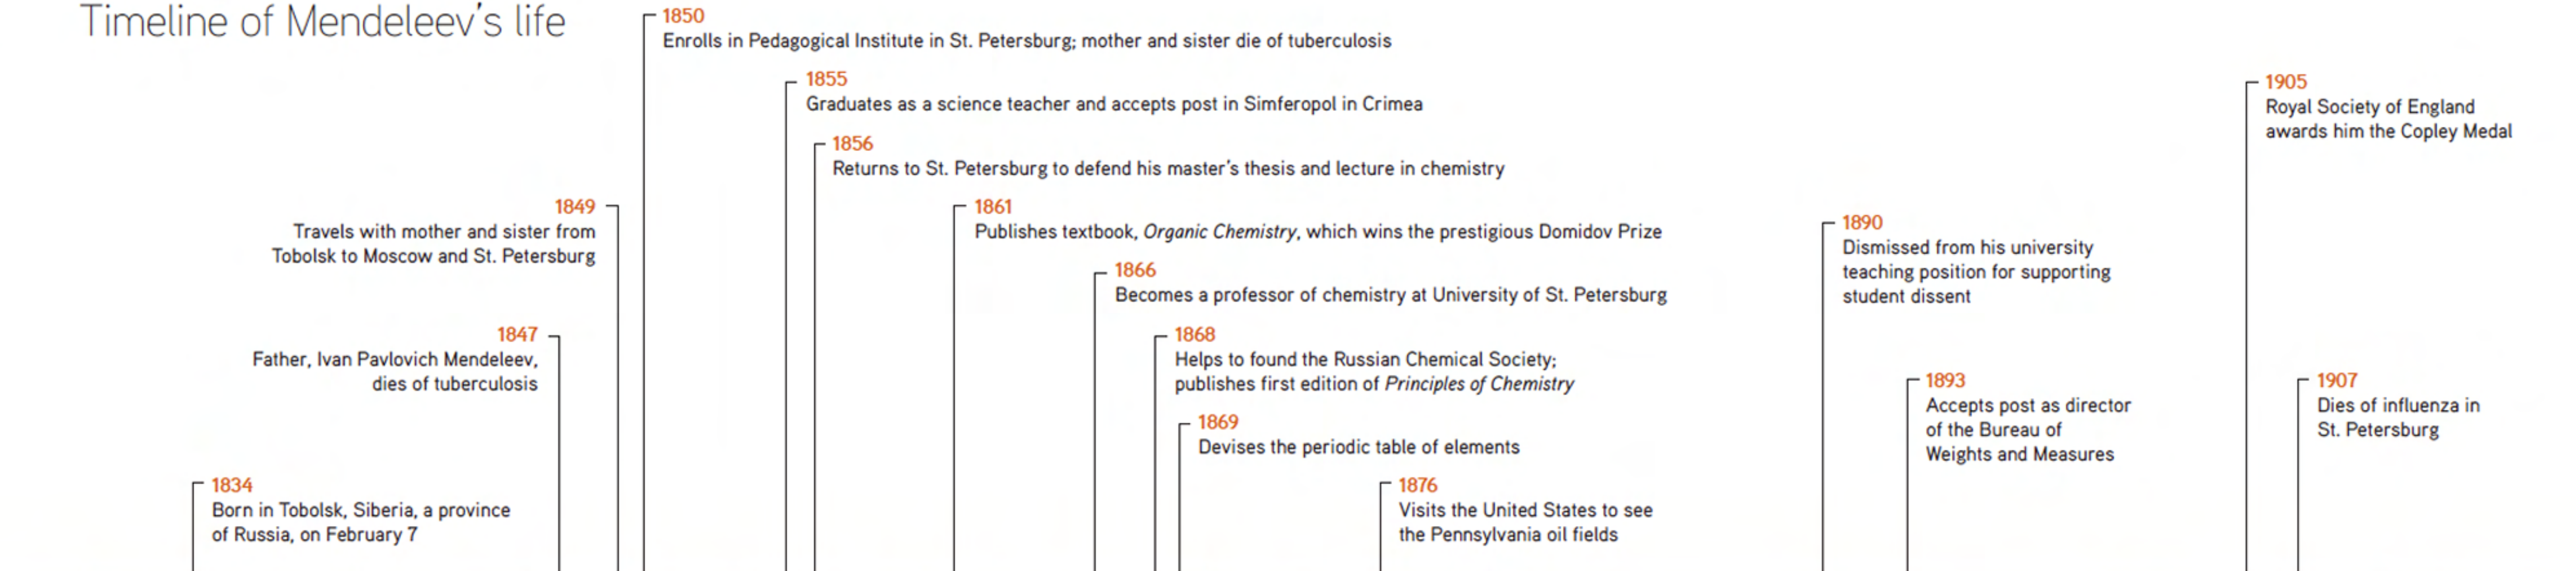 Timeline of Mendeleev's life
1850
Enrolls in Pedagogical Institute in St. Petersburg; mother and sister die of tuberculosis
1855
Graduates as a science teacher and accepts post in Simferopol in Crimea
1856
Returns to St. Petersburg to defend his master's thesis and lecture in chemistry
1849
Travels with mother and sister from
Tobolsk to Moscow and St. Petersburg
1861
Publishes textbook, Organic Chemistry, which wins the prestigious Domidov Prize
1866
Becomes a professor of chemistry at University of St. Petersburg
1847
Father, Ivan Pavlovich Mendeleev,
dies of tuberculosis
1868
Helps to found the Russian Chemical Society;
publishes first edition of Principles of Chemistry
1869
Devises the periodic table of elements
1834
Born in Tobolsk, Siberia, a province
of Russia, on February 7
1876
Visits the United States to see
the Pennsylvania oil fields
1890
Dismissed from his university
teaching position for supporting
student dissent
1893
Accepts post as director
of the Bureau of
Weights and Measures
1905
Royal Society of England
awards him the Copley Medal
1907
Dies of influenza in
St. Petersburg